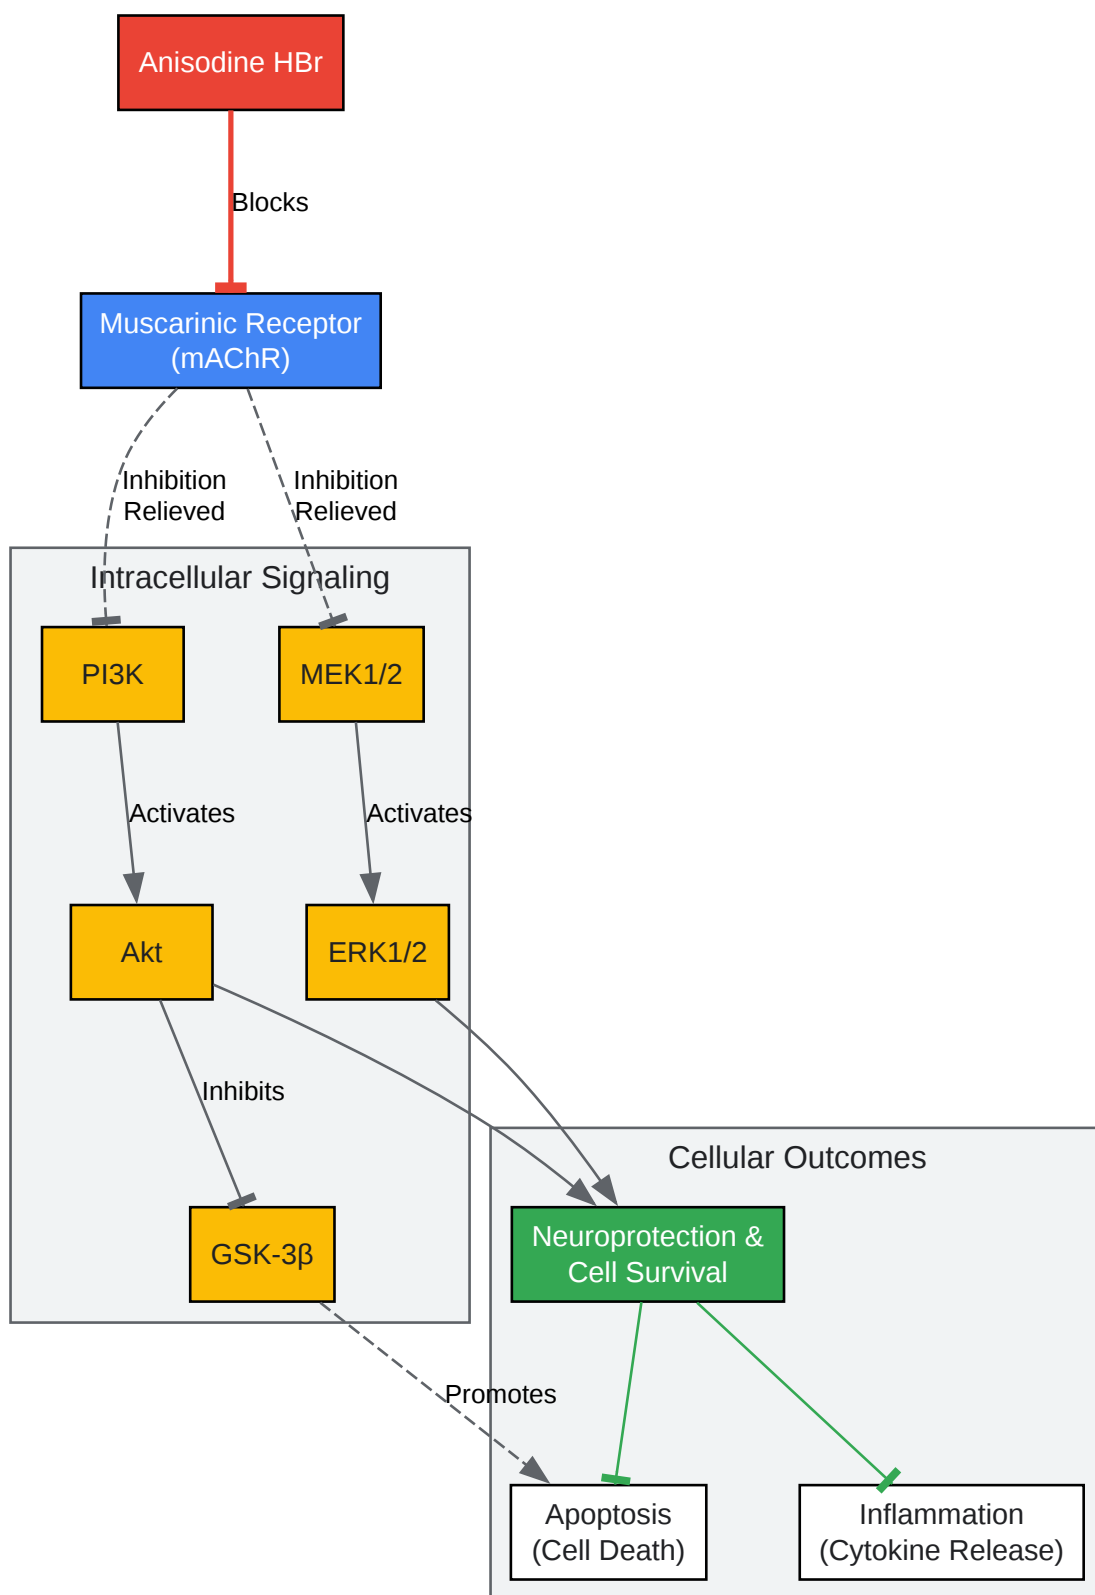 Anisodine HBr
Blocks
Muscarinic Receptor
(mAChR)
Inhibition
Relieved
Inhibition
Relieved
Intracellular Signaling
PI3K
MEK1/2
Activates
Activates
Akt
ERK1/2
Inhibits
Cellular Outcomes
GSK-3β
Neuroprotection &
Cell Survival
Promotes
Apoptosis
(Cell Death)
Inflammation
(Cytokine Release)